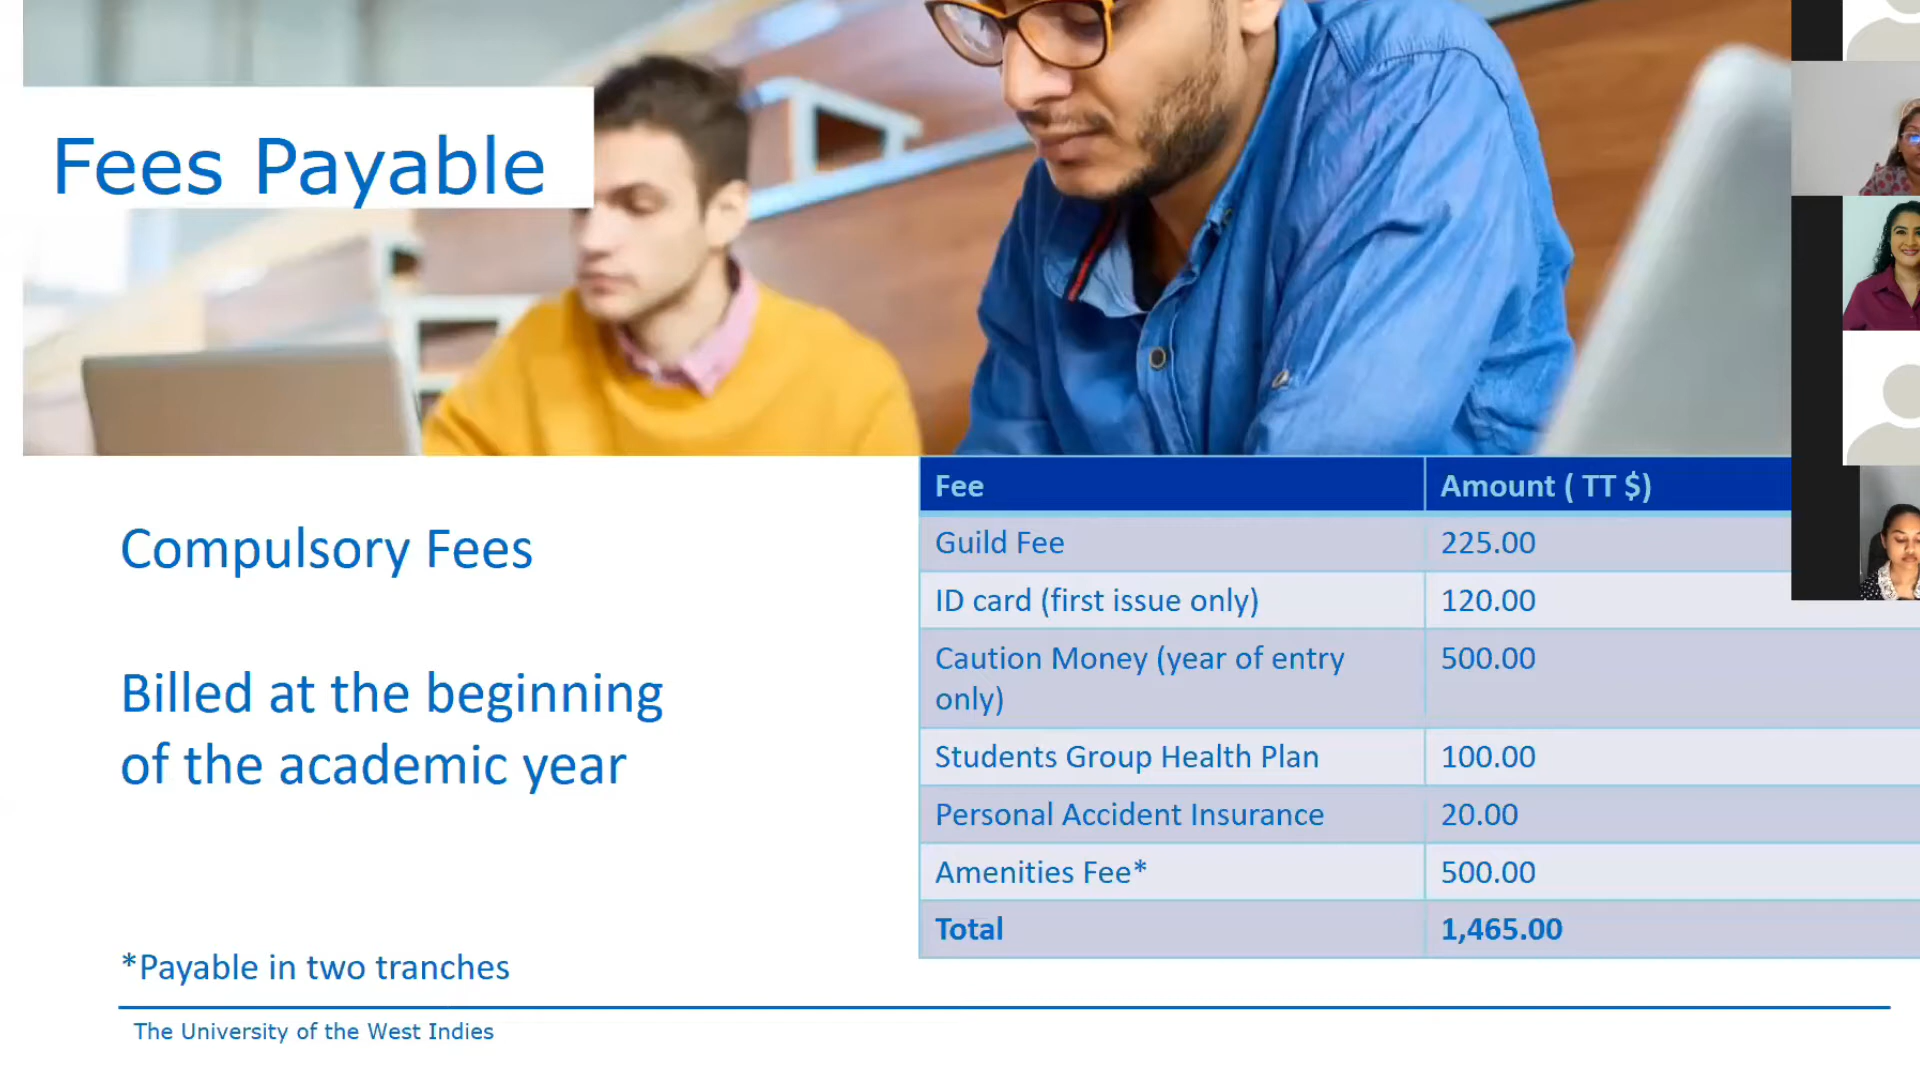 Fees Payable
Compulsory Fees
Billed at the beginning
of the academic year
*Payable in two tranches
Fee Amount ( TT $)
Guild Fee 225.00
ID card (first issue only) 120.00
Caution Money (year of entry 500.00
only)
Students Group Health Plan 100.00
Personal Accident Insurance 20.00
Amenities Fee* 500.00
Total 1,465.00
The University of the West Indies